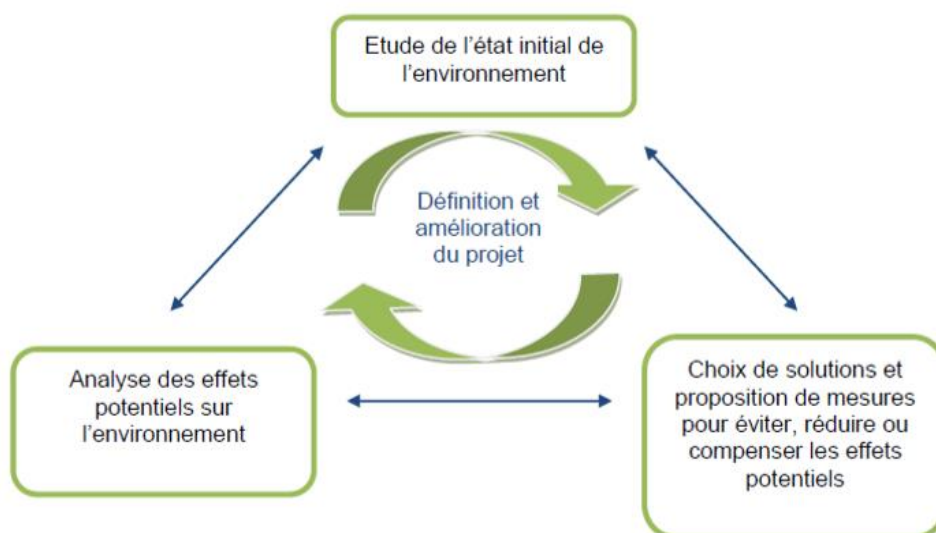 Etude de l’état initial de
l’environnement
Définition et
amélioration
du projet
Analyse des effets
potentiels sur
l’environnement
Choix de solutions et
proposition de mesures
pour éviter, réduire ou
compenser les effets
potentiels